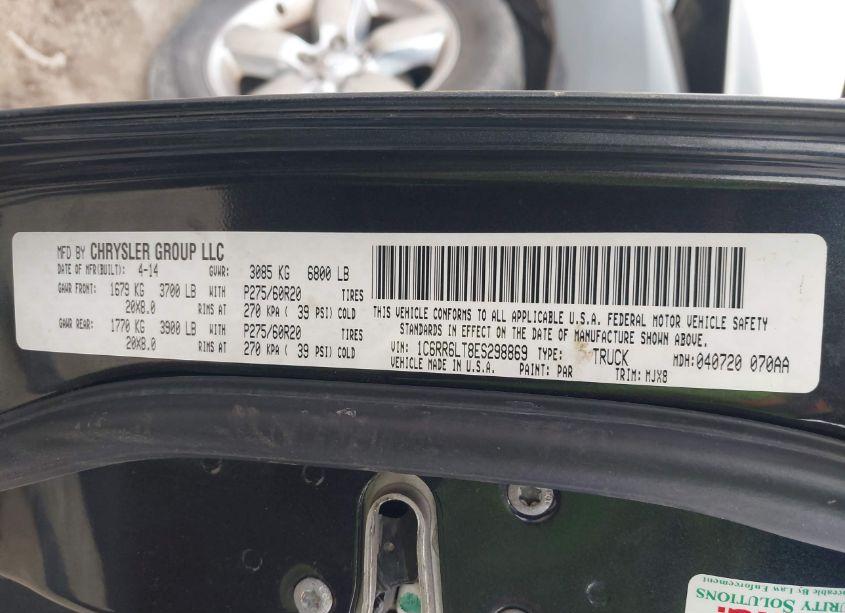 MFD BY CHRYSLER GROUP LLC
DATE OF MFR(BUILT): 4-14 GVWR: 3085 KG 6800 LB
GAWR FRONT: 1679 KG 3700 LB WITH P275/60R20 TIRES
20X8.0 RIMS AT 270 KPA ( 39 PSI) COLD
GAWR REAR: 1770 KG 3900 LB WITH P275/60R20 TIRES
20X8.0 RIMS AT 270 KPA ( 39 PSI) COLD
THIS VEHICLE CONFORMS TO ALL APPLICABLE U.S.A. FEDERAL MOTOR VEHICLE SAFETY
STANDARDS IN EFFECT ON THE DATE OF MANUFACTURE SHOWN ABOVE.
VIN: 1C6RR6LT8ES298869 TYPE: TRUCK MDH:040720 070AA
VEHICLE MADE IN U.S.A. PAINT: PAR TRIM: MJX8
By Law Enforcement
SOLUTIONS